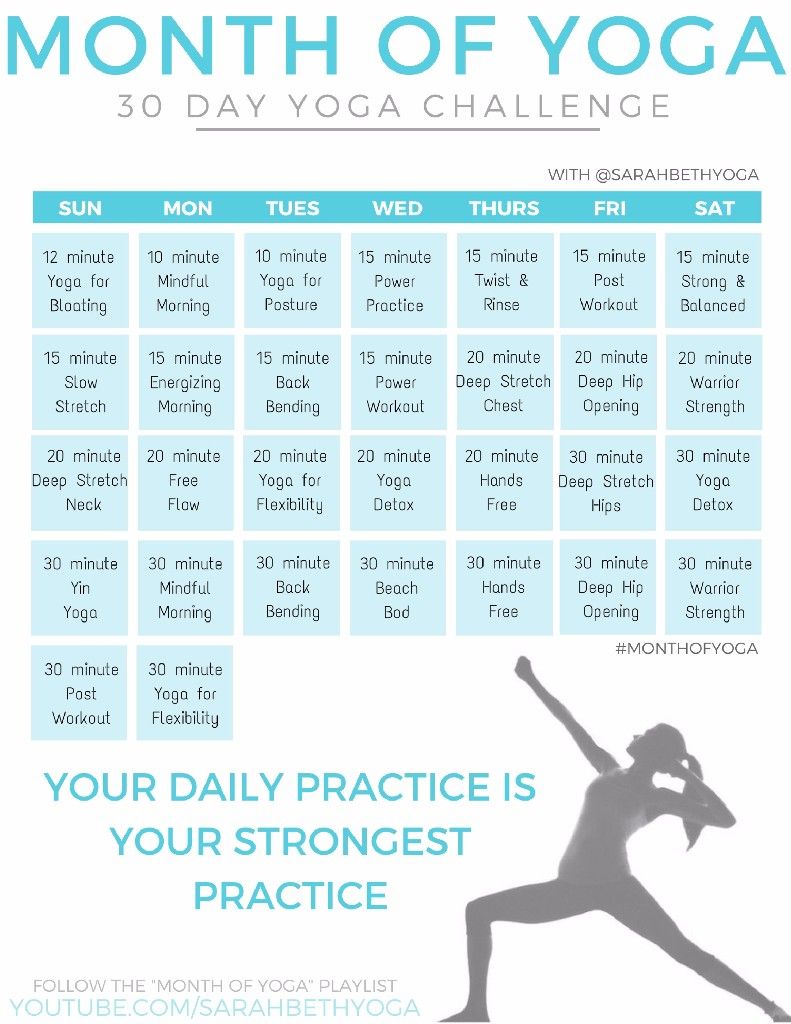 MONTH OF YOGA
30 DAY YOGA CHALLENGE
WITH @SARAHBETHYOGA
SUN MON TUES WED THURS FRI SAT
12 minute
Yoga for
Bloating
10 minute
Mindful
Morning
10 minute
Yoga for
Posture
15 minute
Power
Practice
15 minute
Twist &
Rinse
15 minute
Post
Workout
15 minute
Strong &
Balanced
15 minute
Slow
Stretch
15 minute
Energizing
Morning
15 minute
Back
Bending
15 minute
Power
Workout
20 minute
Deep Stretch
Chest
20 minute
Deep Hip
Opening
20 minute
Warrior
Strength
20 minute
Deep Stretch
Neck
20 minute
Free
Flow
20 minute
Yoga for
Flexibility
20 minute
Yoga
Detox
20 minute
Hands
Free
30 minute
Deep Stretch
Hips
30 minute
Yoga
Detox
30 minute
Yin
Yoga
30 minute
Mindful
Morning
30 minute
Back
Bending
30 minute
Beach
Bod
30 minute
Hands
Free
30 minute
Deep Hip
Opening
30 minute
Warrior
Strength
30 minute
Post
Workout
30 minute
Yoga for
Flexibility
#MONTHOFYOGA
YOUR DAILY PRACTICE IS
YOUR STRONGEST
PRACTICE
FOLLOW THE "MONTH OF YOGA" PLAYLIST
YOUTUBE.COM/SARAHBETHYOGA